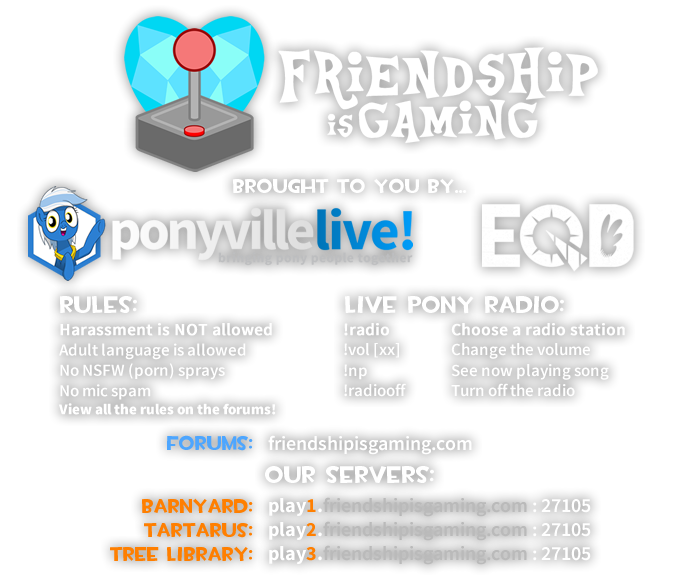 FRiENDSHiP
iS GAMiNG
BROUGHT TO YOU BY...
ponyvillelive!
bringing pony people together
EQD
RULES:
Harassment is NOT allowed
Adult language is allowed
No NSFW (porn) sprays
No mic spam
View all the rules on the forums!
LIVE PONY RADIO:
!radio Choose a radio station
!vol [xx] Change the volume
!np See now playing song
!radiooff Turn off the radio
FORUMS: friendshipisgaming.com
OUR SERVERS:
BARNYARD: play1.friendshipisgaming.com : 27105
TARTARUS: play2.friendshipisgaming.com : 27105
TREE LIBRARY: play3.friendshipisgaming.com : 27105